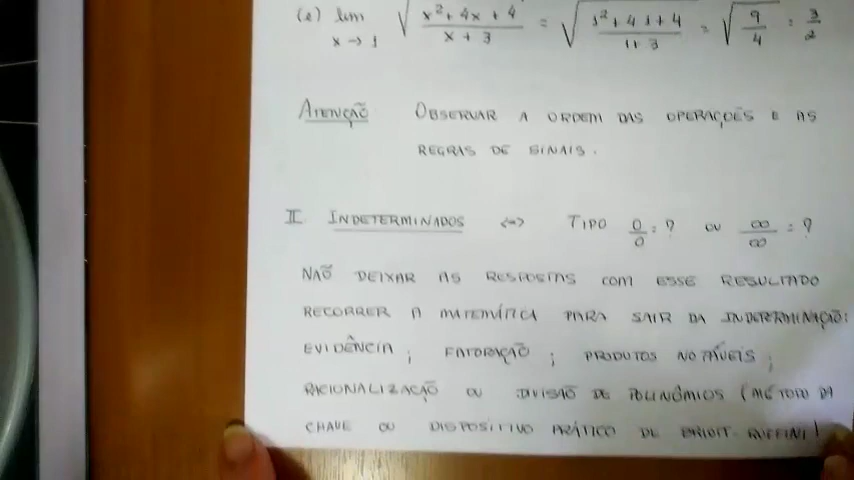 (e) lim x→1 √(x²+4x+4 / x+3) = √(1²+4.1+4 / 1+3) = √(9/4) = 3/2
ATENÇÃO OBSERVAR A ORDEM DAS OPERAÇÕES E AS
REGRAS DE SINAIS.
II. INDETERMINADOS <=> TIPO 0/0 = ? OU ∞/∞ = ?
NÃO DEIXAR AS RESPOSTAS COM ESSE RESULTADO
RECORRER A MATEMÁTICA PARA SAIR DA INDETERMINAÇÃO:
EVIDÊNCIA ; FATORAÇÃO ; PRODUTOS NOTÁVEIS ;
RACIONALIZAÇÃO OU DIVISÃO DE POLINÔMIOS (MÉTODO DA
CHAVE OU DISPOSITIVO PRÁTICO DE BRIOT-RUFFINI)